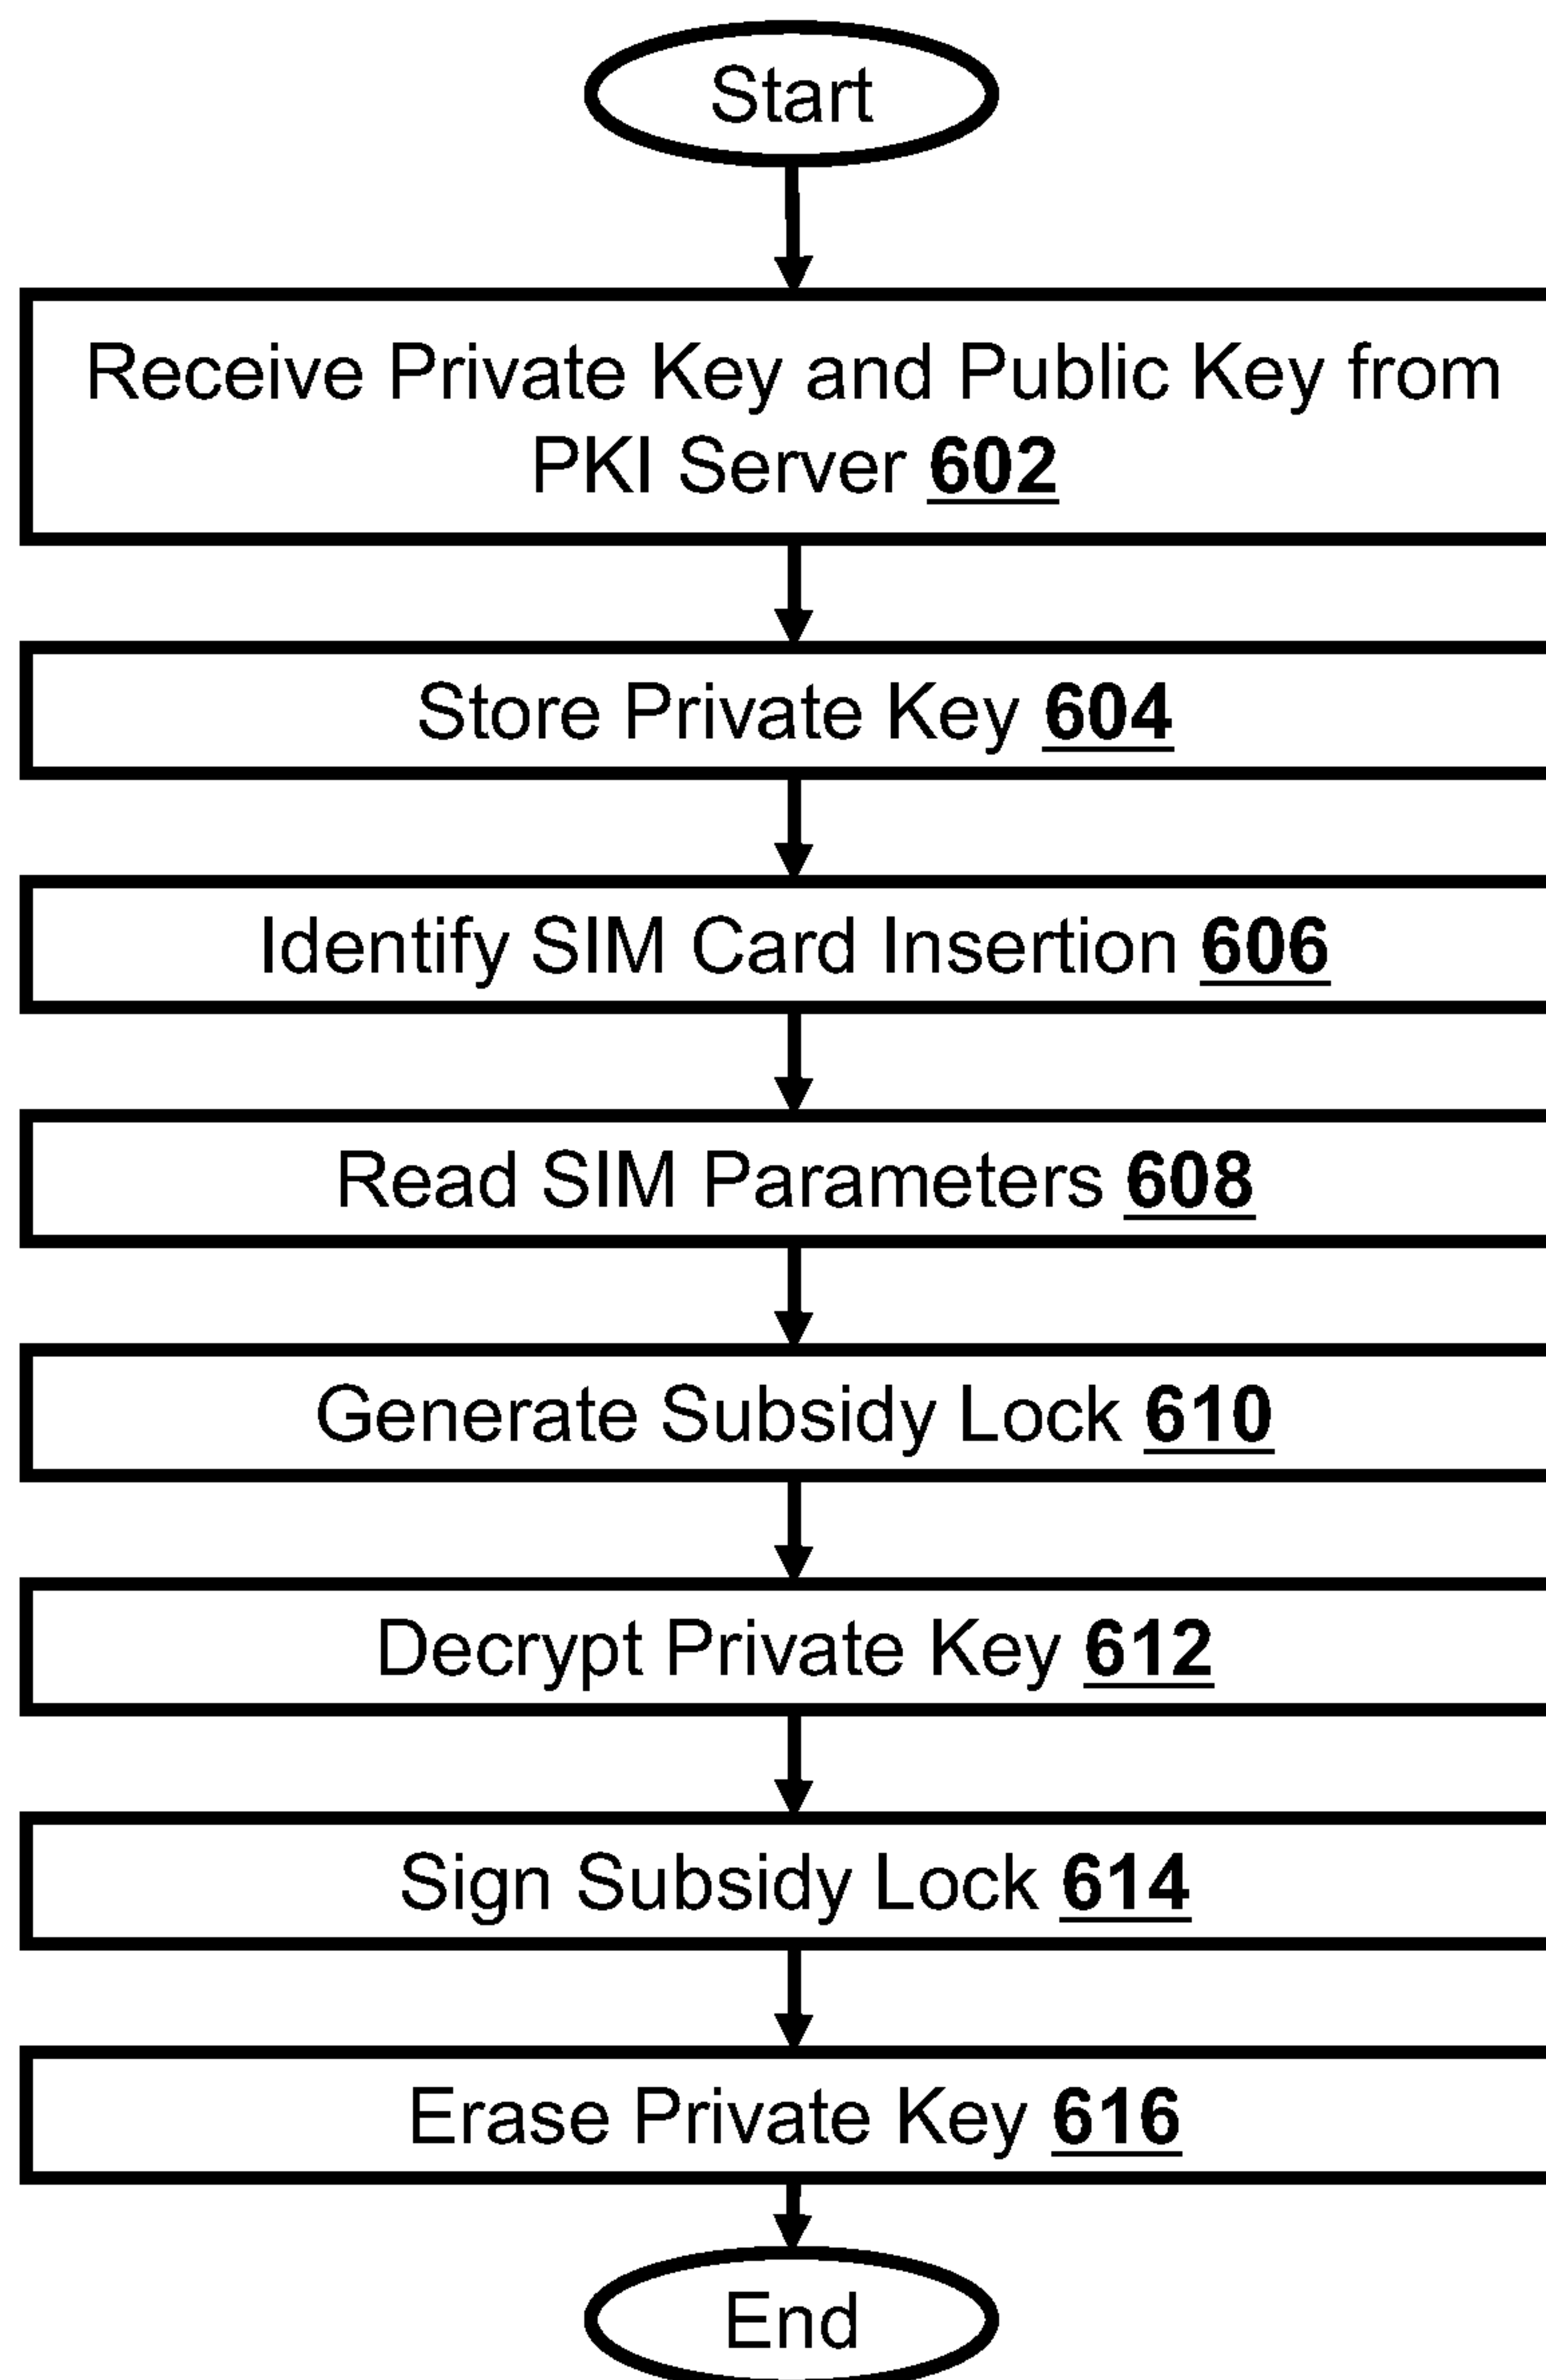 Start
Receive Private Key and Public Key from
PKI Server 602
Store Private Key 604
Identify SIM Card Insertion 606
Read SIM Parameters 608
Generate Subsidy Lock 610
Decrypt Private Key 612
Sign Subsidy Lock 614
Erase Private Key 616
End